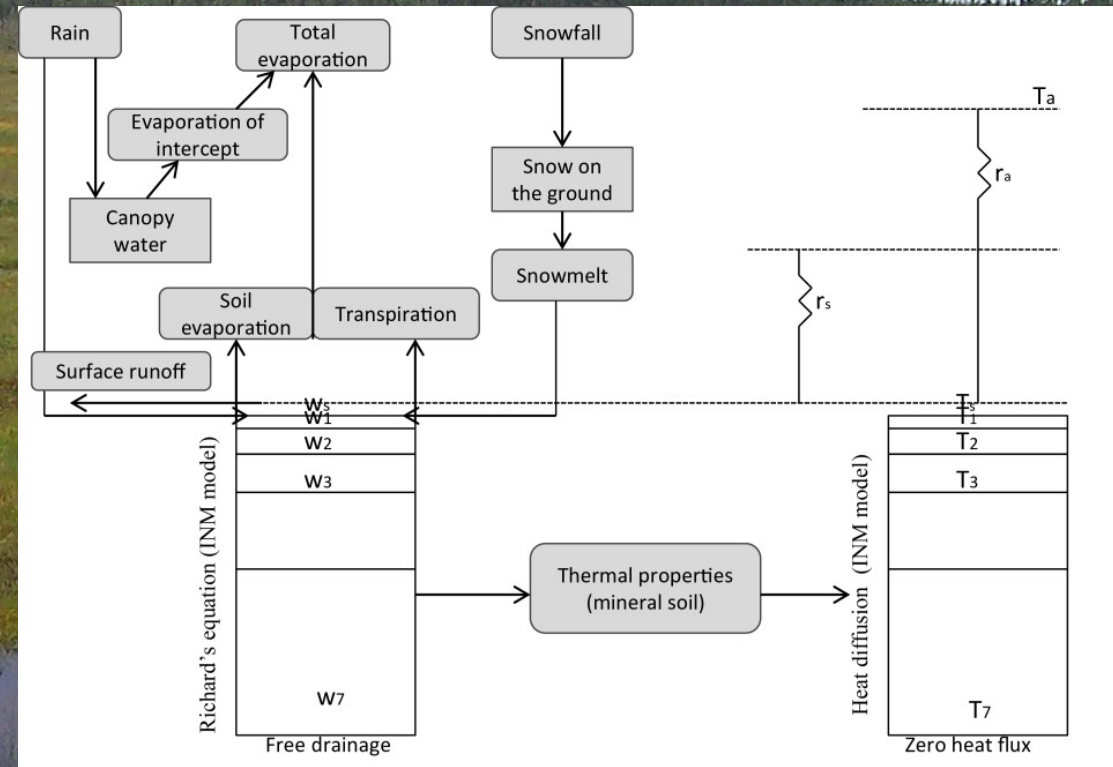 Rain
Total
evaporation
Snowfall
Ta
Evaporation of
intercept
Snow on
the ground
ra
Canopy
water
Snowmelt
rs
Soil
evaporation
Transpiration
Surface runoff
ws
w1
w2
w3
w7
Richard's equation (INM model)
Free drainage
Thermal properties
(mineral soil)
Heat diffusion (INM model)
Ts
T1
T2
T3
T7
Zero heat flux